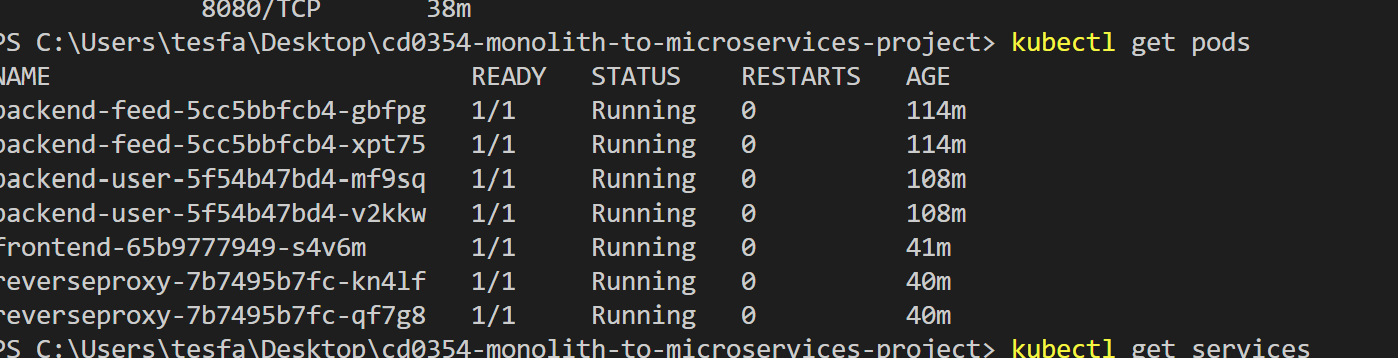 8080/TCP 38m
PS C:\Users\tesfa\Desktop\cd0354-monolith-to-microservices-project> kubectl get pods
NAME READY STATUS RESTARTS AGE
backend-feed-5cc5bbfcb4-gbfpg 1/1 Running 0 114m
backend-feed-5cc5bbfcb4-xpt75 1/1 Running 0 114m
backend-user-5f54b47bd4-mf9sq 1/1 Running 0 108m
backend-user-5f54b47bd4-v2kkw 1/1 Running 0 108m
frontend-65b9777949-s4v6m 1/1 Running 0 41m
reverseproxy-7b7495b7fc-kn4lf 1/1 Running 0 40m
reverseproxy-7b7495b7fc-qf7g8 1/1 Running 0 40m
PS C:\Users\tesfa\Desktop\cd0354-monolith-to-microservices-project> kubectl get services